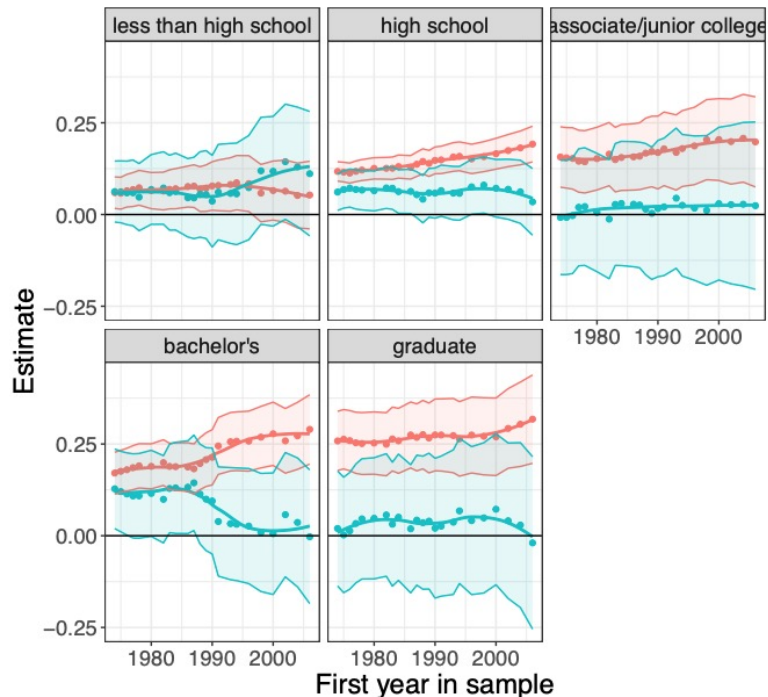 less than high school
high school
associate/junior college
0.25
0.00
−0.25
1980
1990
2000
Estimate
bachelor's
graduate
0.25
0.00
−0.25
1980
1990
2000
1980
1990
2000
First year in sample